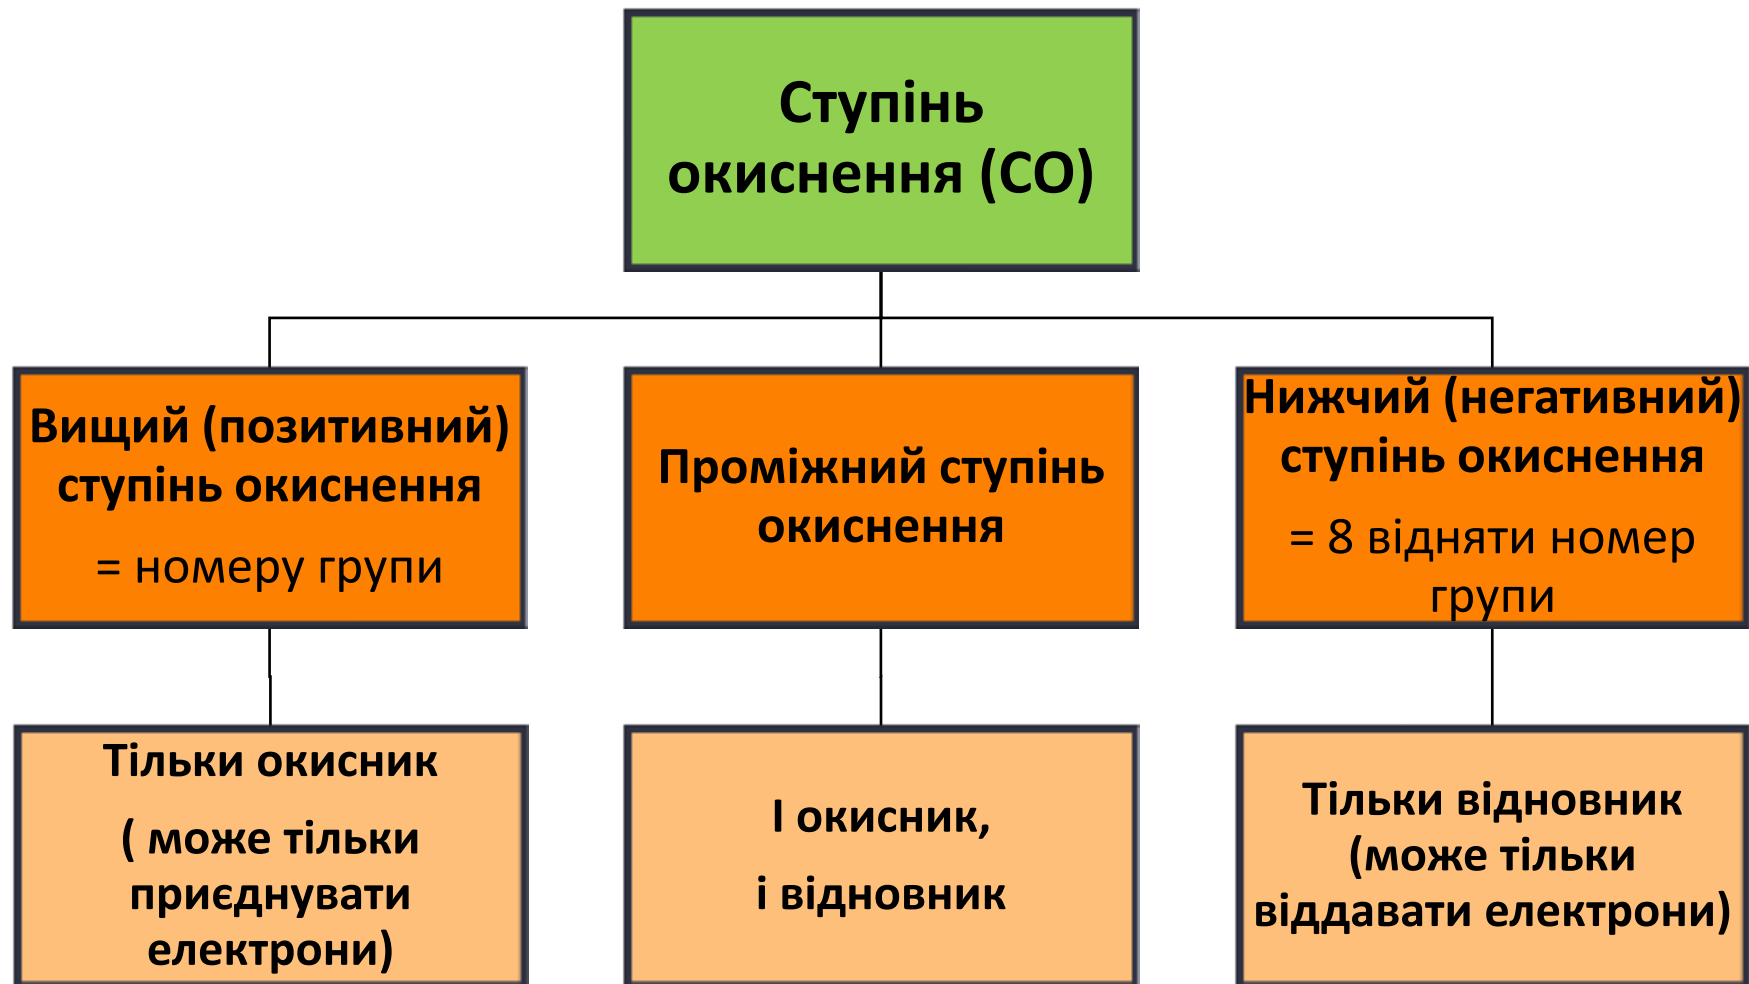 Ступінь
окиснення (СО)
Вищий (позитивний)
ступінь окиснення
= номеру групи
Проміжний ступінь
окиснення
Нижчий (негативний)
ступінь окиснення
= 8 відняти номер
групи
Тільки окисник
( може тільки
приєднувати
електрони)
І окисник,
і відновник
Тільки відновник
(може тільки
віддавати електрони)